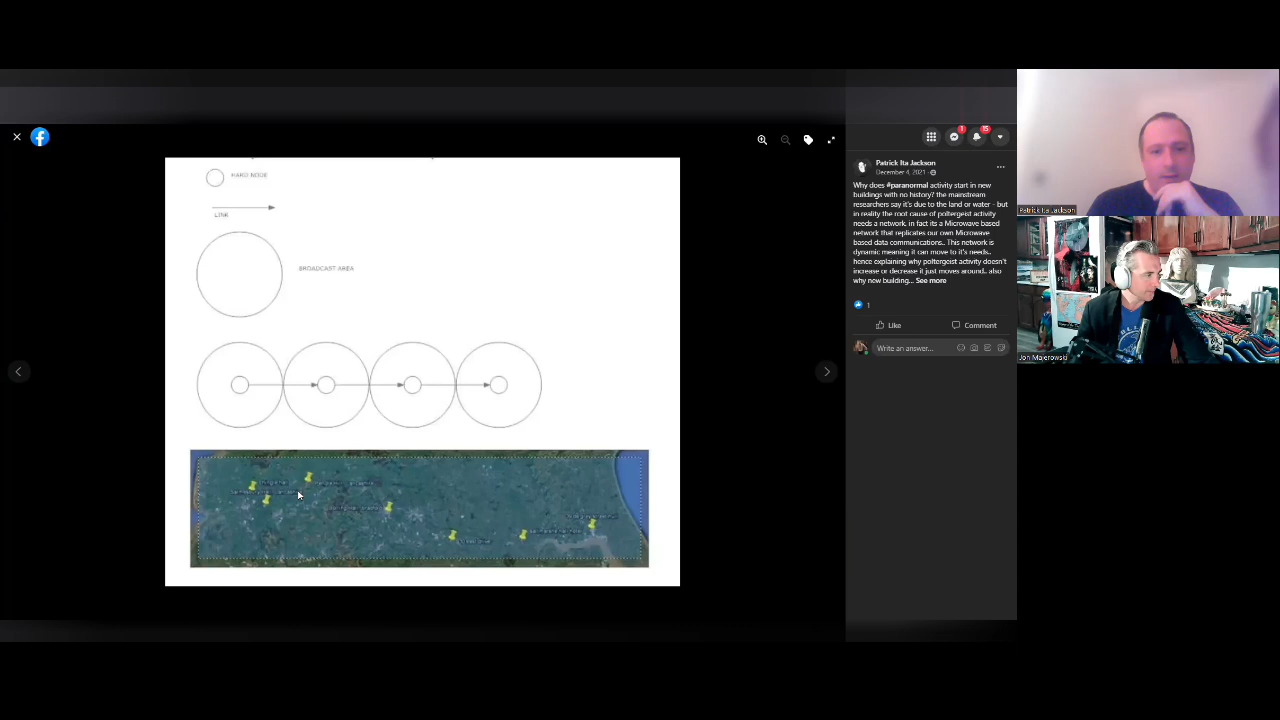 HARD NODE
LINE
BROADCAST AREA
1
15
Patrick Ita Jackson
December 4, 2021 ·
Why does #paranormal activity start in new
buildings with no history? the mainstream
researchers say it's due to the land or water - but
in reality the root cause of poltergeist activity
needs a network. in fact its a Microwave based
network that replicates our own Microwave
based data communications.. This network is
dynamic meaning it can move to it's needs..
hence explaining why poltergeist activity doesn't
increase or decrease it just moves around.. also
why new building... See more
1
Like
Comment
Write an answer...
Patrick Ita Jackson
Jon Majerowski